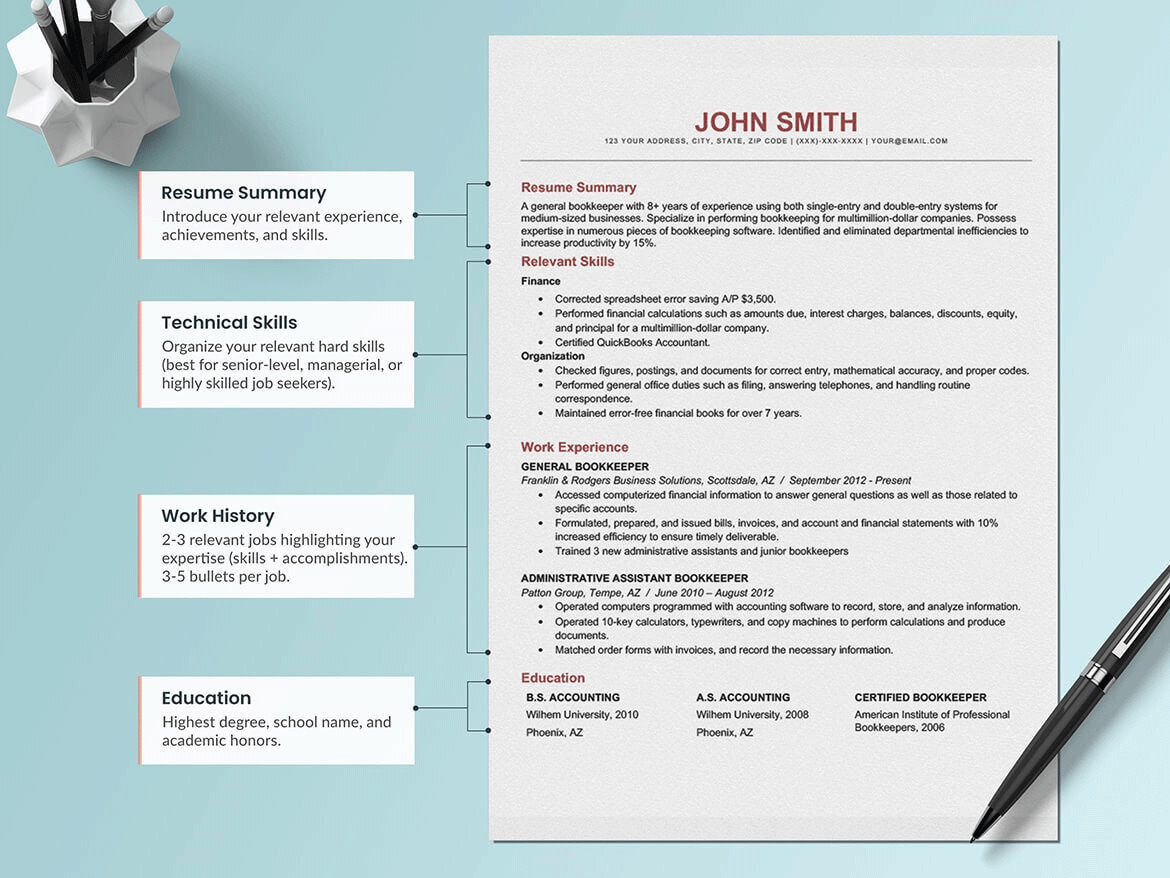 JOHN SMITH
123 YOUR ADDRESS, CITY, STATE, ZIP CODE | (XXX)-XXX-XXXX | YOUR@EMAIL.COM
Resume Summary
Introduce your relevant experience,
achievements, and skills.
Resume Summary
A general bookkeeper with 8+ years of experience using both single-entry and double-entry systems for
medium-sized businesses. Specialize in performing bookkeeping for multimillion-dollar companies. Possess
expertise in numerous pieces of bookkeeping software. Identified and eliminated departmental inefficiencies to
increase productivity by 15%.
Technical Skills
Organize your relevant hard skills
(best for senior-level, managerial, or
highly skilled job seekers).
Relevant Skills
Finance
• Corrected spreadsheet error saving A/P $3,500.
• Performed financial calculations such as amounts due, interest charges, balances, discounts, equity,
and principal for a multimillion-dollar company.
• Certified QuickBooks Accountant.
Organization
• Checked figures, postings, and documents for correct entry, mathematical accuracy, and proper codes.
• Performed general office duties such as filing, answering telephones, and handling routine
correspondence.
• Maintained error-free financial books for over 7 years.
Work History
2-3 relevant jobs highlighting your
expertise (skills + accomplishments).
3-5 bullets per job.
Work Experience
GENERAL BOOKKEEPER
Franklin & Rodgers Business Solutions, Scottsdale, AZ / September 2012 - Present
• Accessed computerized financial information to answer general questions as well as those related to
specific accounts.
• Formulated, prepared, and issued bills, invoices, and account and financial statements with 10%
increased efficiency to ensure timely deliverable.
• Trained 3 new administrative assistants and junior bookkeepers
ADMINISTRATIVE ASSISTANT BOOKKEEPER
Patton Group, Tempe, AZ / June 2010 – August 2012
• Operated computers programmed with accounting software to record, store, and analyze information.
• Operated 10-key calculators, typewriters, and copy machines to perform calculations and produce
documents.
• Matched order forms with invoices, and record the necessary information.
Education
Highest degree, school name, and
academic honors.
Education
B.S. ACCOUNTING
Wilhem University, 2010
Phoenix, AZ
A.S. ACCOUNTING
Wilhem University, 2008
Phoenix, AZ
CERTIFIED BOOKKEEPER
American Institute of Professional
Bookkeepers, 2006